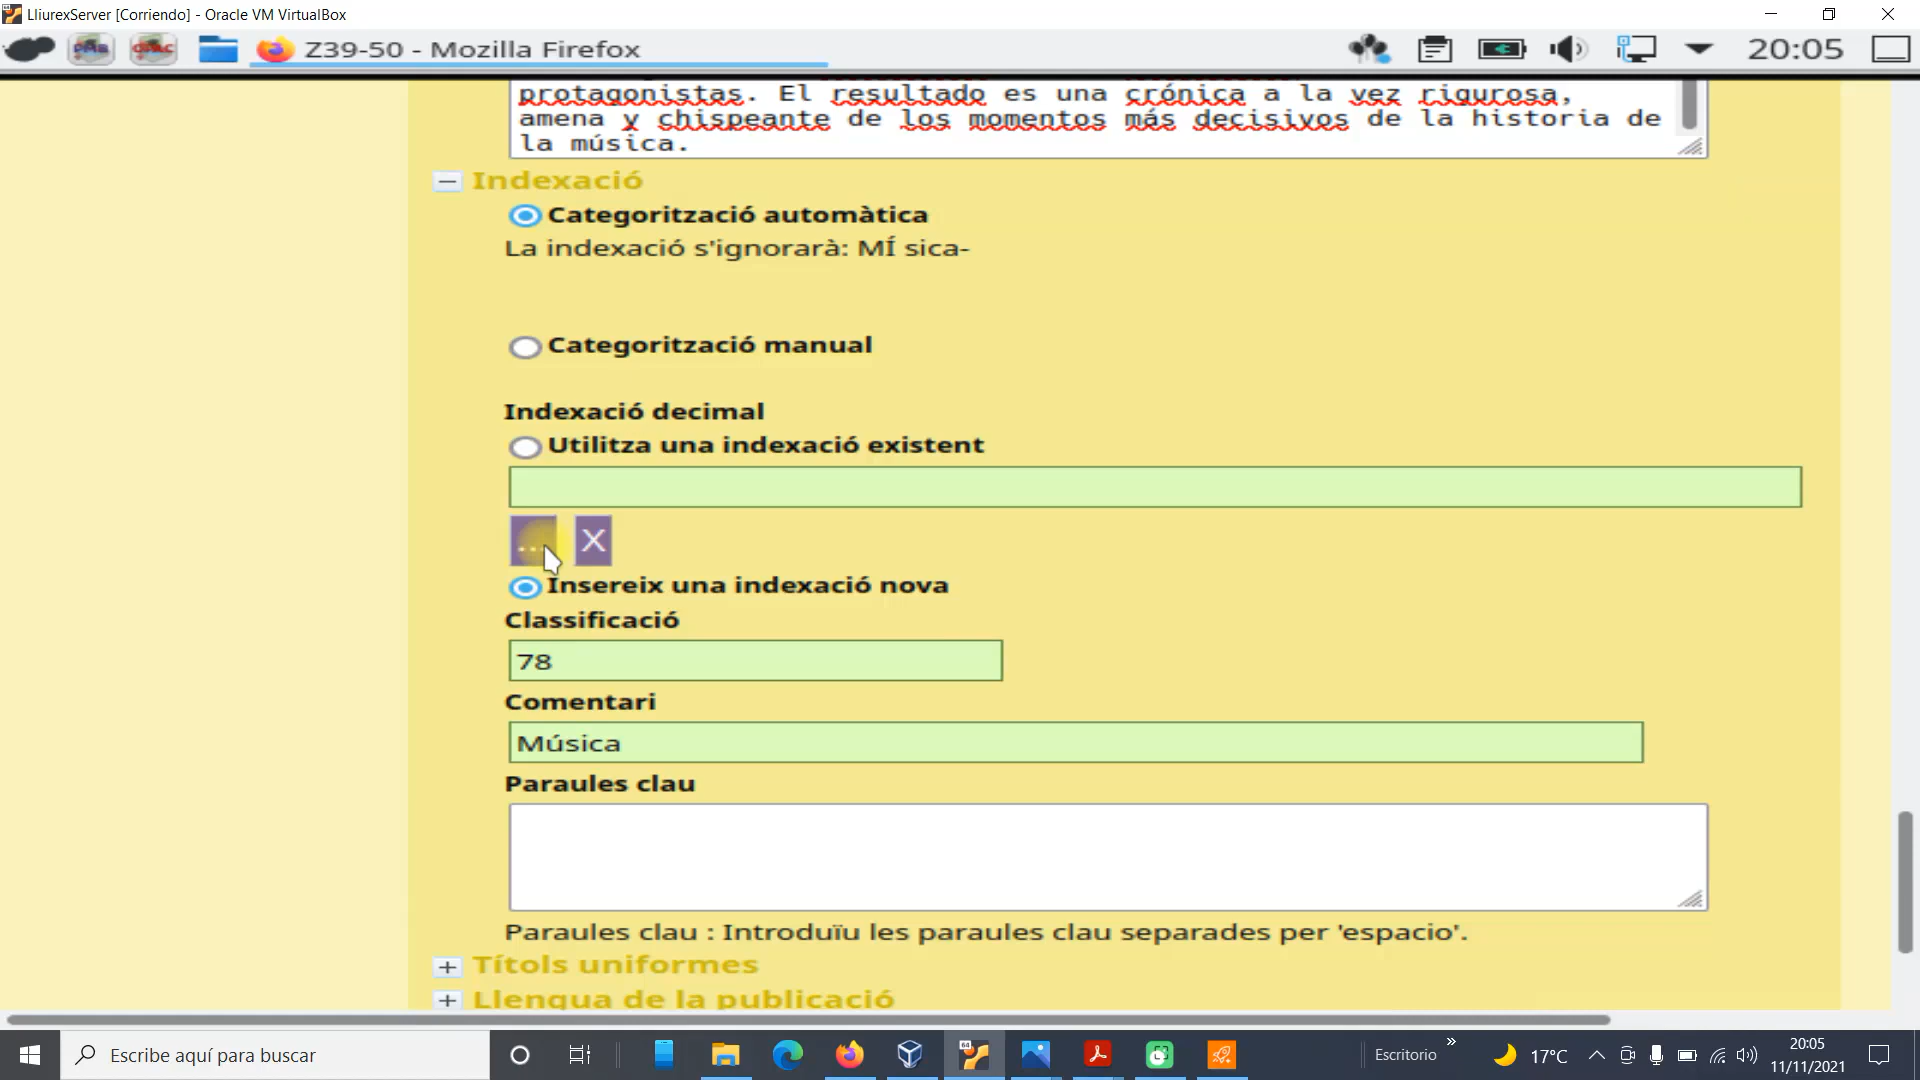 LliurexServer [Corriendo] - Oracle VM VirtualBox
Z39-50 - Mozilla Firefox
20:05
protagonistas. El resultado es una crónica a la vez rigurosa,
amena y chispeante de los momentos más decisivos de la historia de
la música.
Indexació
Categorització automàtica
La indexació s'ignorarà: MÍ sica-
Categorització manual
Indexació decimal
Utilitza una indexació existent
... X
Insereix una indexació nova
Classificació
78
Comentari
Música
Paraules clau
Paraules clau : Introduïu les paraules clau separades per 'espacio'.
Títols uniformes
Llengua de la publicació
Escribe aquí para buscar
Escritorio
17°C
20:05
11/11/2021